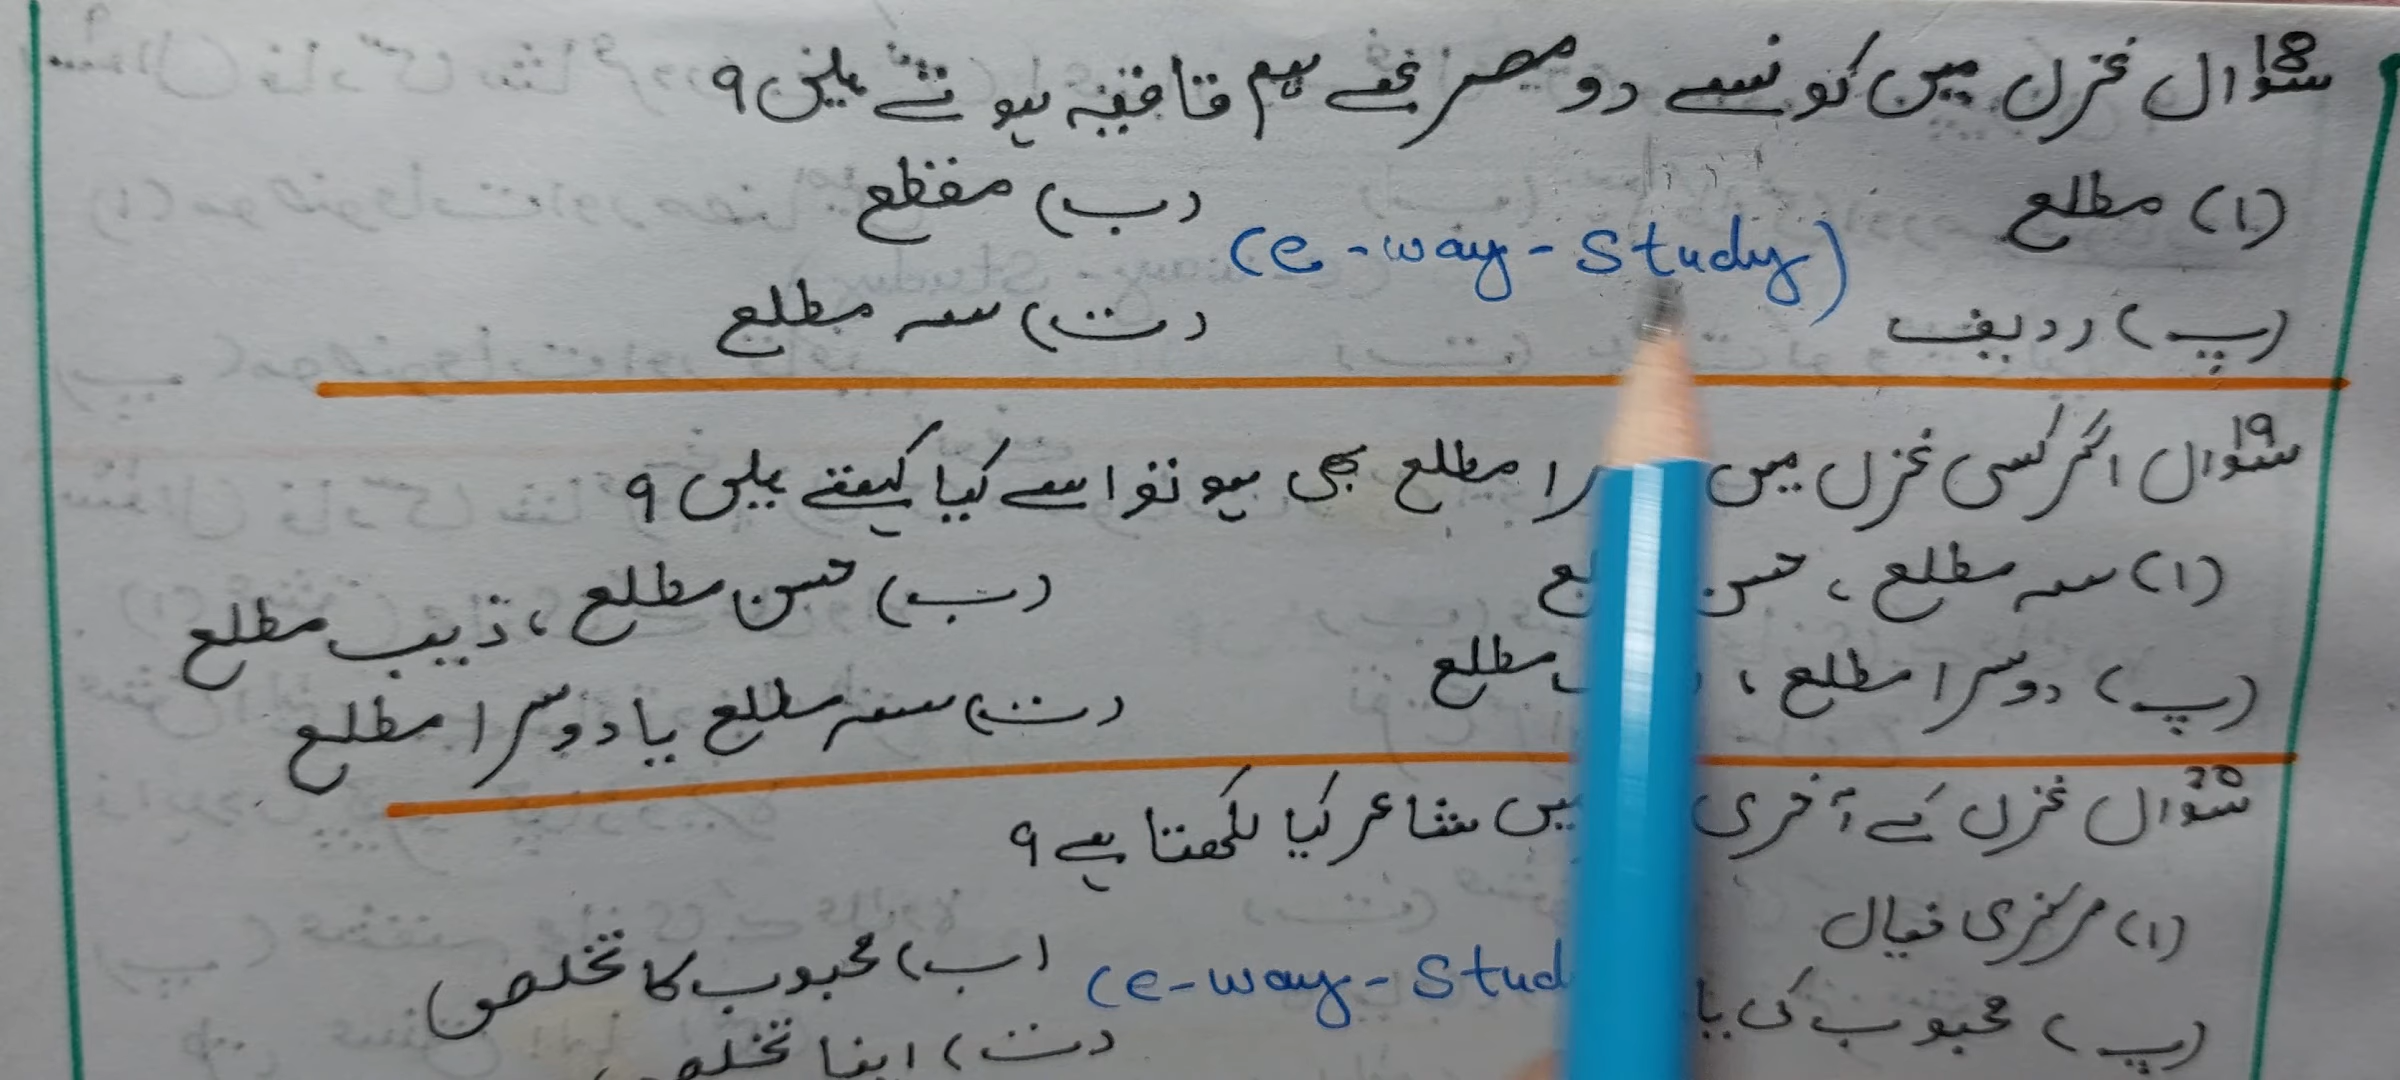 سوال 18 غزل میں کونسے دو مصرعے ہم قافیہ ہوتے ہیں ؟
(ا) مطلع (ب) مقطع
(e-way-study)
(پ) ردیف (ت) سہ مطلع
سوال 19 اگر کسی غزل میں را مطلع بھی ہو تو اسے کیا کہتے ہیں ؟
(ا) سہ مطلع ، حسن (ب) حسن مطلع ، ذیب مطلع
(پ) دوسرا مطلع ، مطلع (ت) سہ مطلع یا دوسرا مطلع
سوال 20 غزل کے آخری میں شاعر کیا لکھتا ہے ؟
(ا) مرکزی خیال (ب) محبوب کا تخلص
(e-way-Stud
(پ) محبوب کی (ت) اپنا